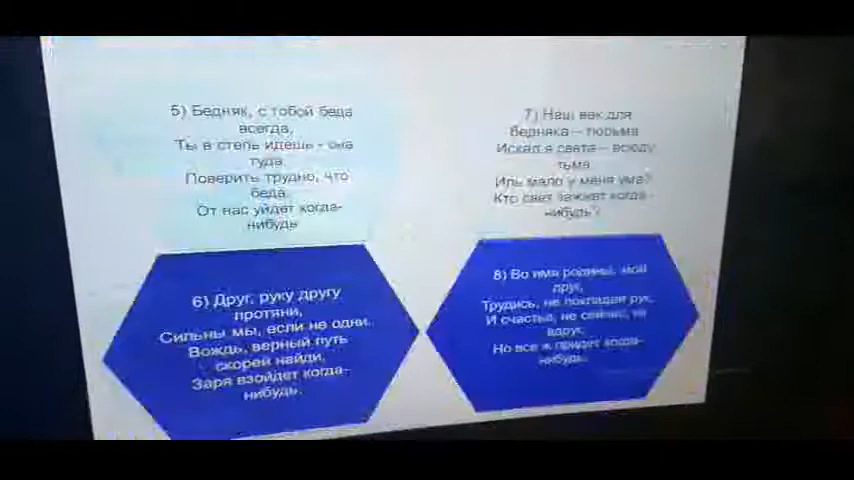 5) Бедняк, с тобой беда
всегда,
Ты в степь идешь - она
туда.
Поверить трудно, что
беда.
От нас уйдет когда-
нибудь
7) Наш век для
бедняка – тюрьма
Искал я света – всюду
тьма.
Иль мало у меня ума?
Кто свет зажжет когда-
нибудь?
6) Друг, руку другу
протяни,
Сильны мы, если не одни.
Вождь, верный путь
скорей найди,
Заря взойдет когда-
нибудь.
8) Во имя родины, мой
друг,
Трудись, не покладая рук,
И счастье, не сейчас, не
вдруг,
Но все ж придет когда-
нибудь.